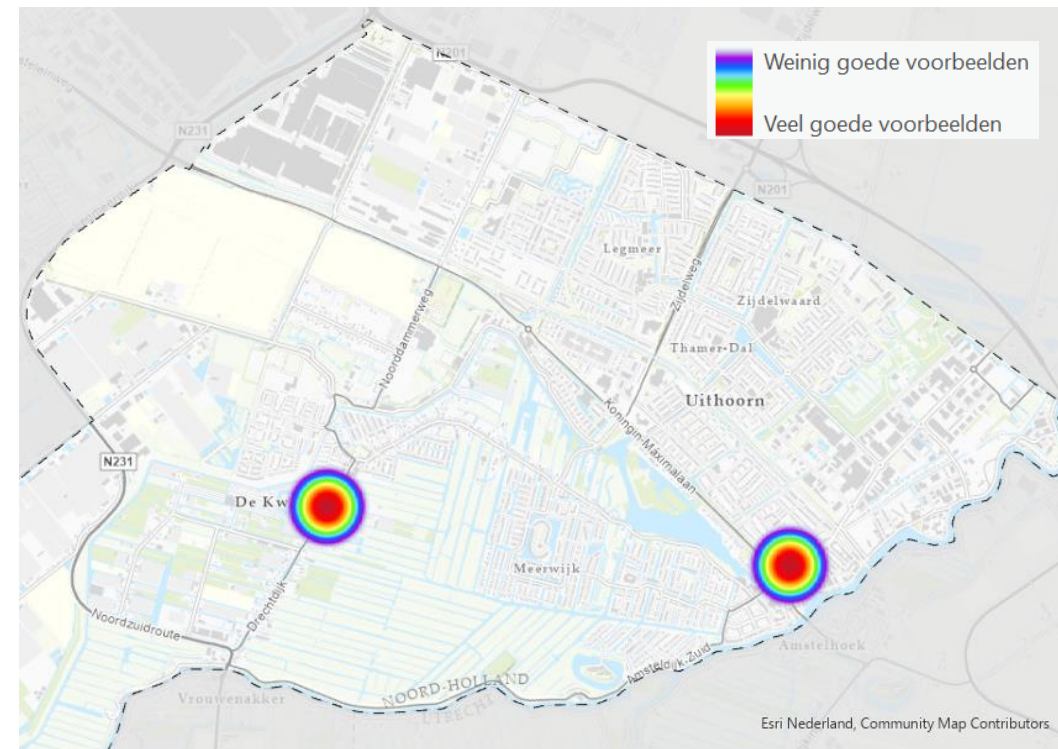 N201
Weinig goede voorbeelden
Veel goede voorbeelden
N231
N201
Legmeer
Zijdelweg
Zijdelwaard
Noorddammerweg
Thamer-Dal
Uithoorn
Koningin-Maximalaan
N231
De Kw
Meerwijk
Drechtdijk
Noordzuidroute
Amsteldijk Zuid
Amstelhoek
Vrouwenakker
NOORD-HOLLAND
UTRECHT
Esri Nederland, Community Map Contributors